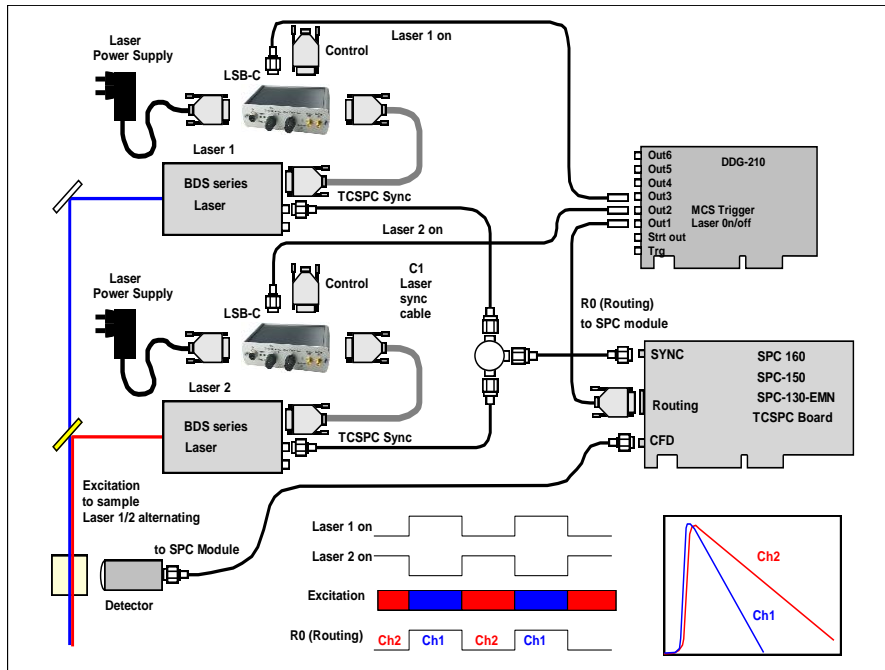 Laser
Power Supply
LSB-C
Control
Laser 1 on
Laser 1
BDS series
Laser
TCSPC Sync
Laser 2 on
Out6
Out5
Out4
Out3
Out2
Out1
Strt out
Trg
DDG-210
MCS Trigger
Laser 0n/off
Laser
Power Supply
LSB-C
Control
C1
Laser
sync
cable
R0 (Routing)
to SPC module
Laser 2
BDS series
Laser
TCSPC Sync
SYNC
Routing
CFD
SPC 160
SPC-150
SPC-130-EMN
TCSPC Board
Excitation
to sample
Laser 1/2 alternating
to SPC Module
Detector
Laser 1 on
Laser 2 on
Excitation
R0 (Routing)
Ch2 Ch1 Ch2 Ch1
Ch2
Ch1